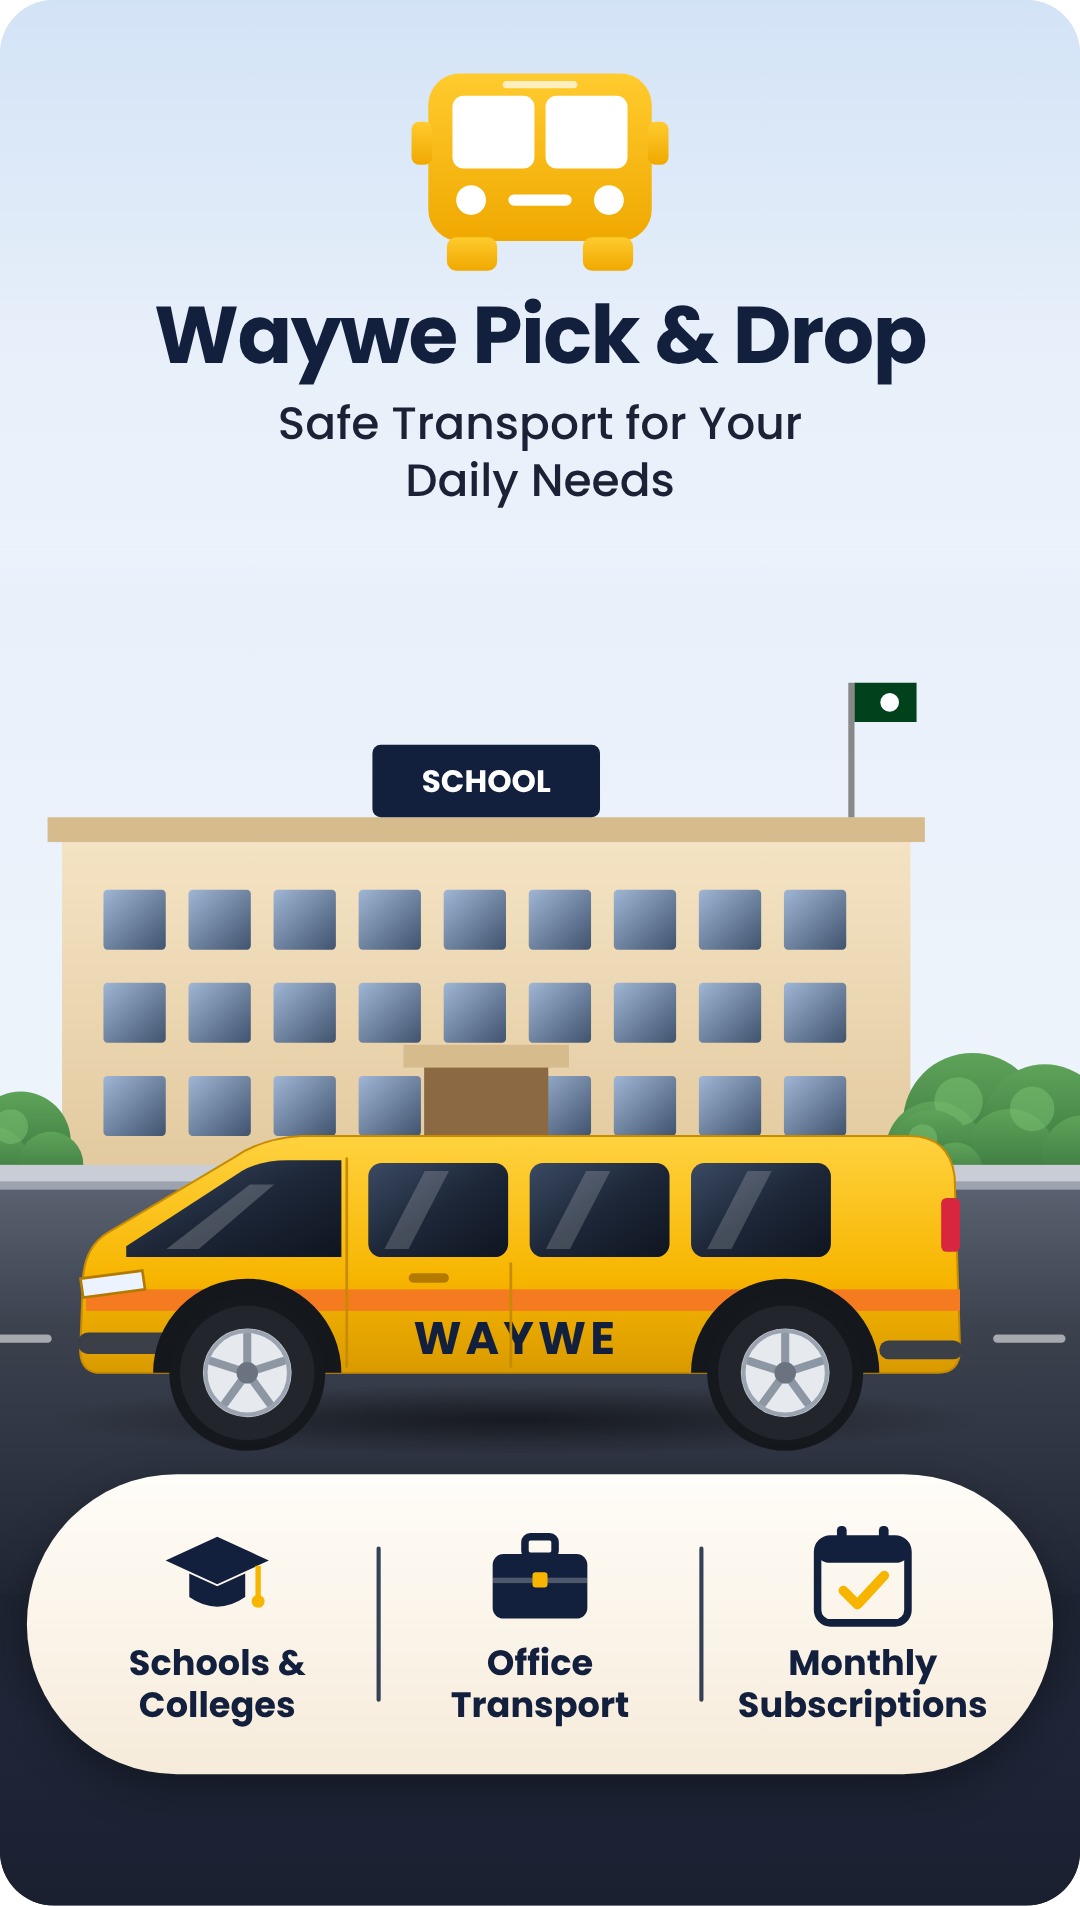 Waywe Pick & Drop
Safe Transport for Your
Daily Needs
SCHOOL
WAYWE
Schools &
Colleges
Office
Transport
Monthly
Subscriptions